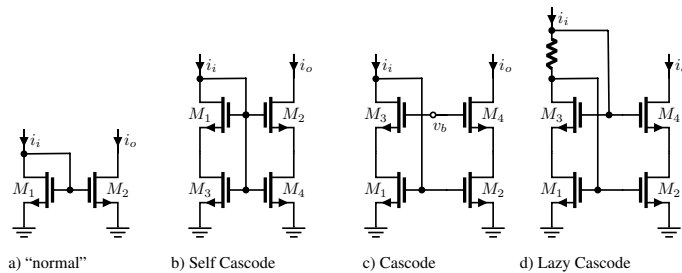 i_i
i_i i_o i_i i_o i_
M_1 M_2 M_3 M_4 M_3 M_4
v_b
i_i i_o
M_1 M_2 M_3 M_4 M_1 M_2 M_1 M_2
a) “normal” b) Self Cascode c) Cascode d) Lazy Cascode